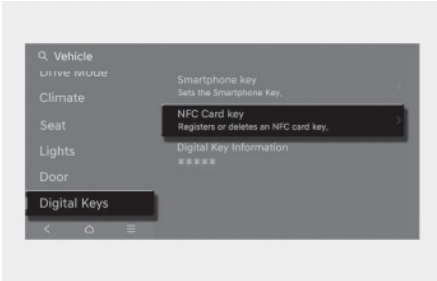 Vehicle
Drive Mode
Climate
Seat
Lights
Door
Digital Keys
Smartphone key
Sets the Smartphone Key,
NFC Card key
Registers or deletes an NFC card key,
Digital Key Information
*****